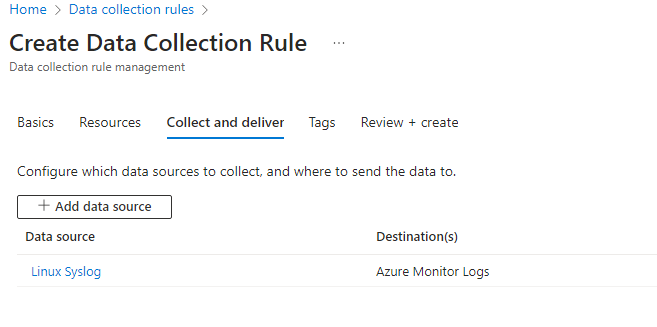 Home > Data collection rules >
Create Data Collection Rule ...
Data collection rule management
Basics Resources Collect and deliver Tags Review + create
Configure which data sources to collect, and where to send the data to.
+ Add data source
Data source Destination(s)
Linux Syslog Azure Monitor Logs